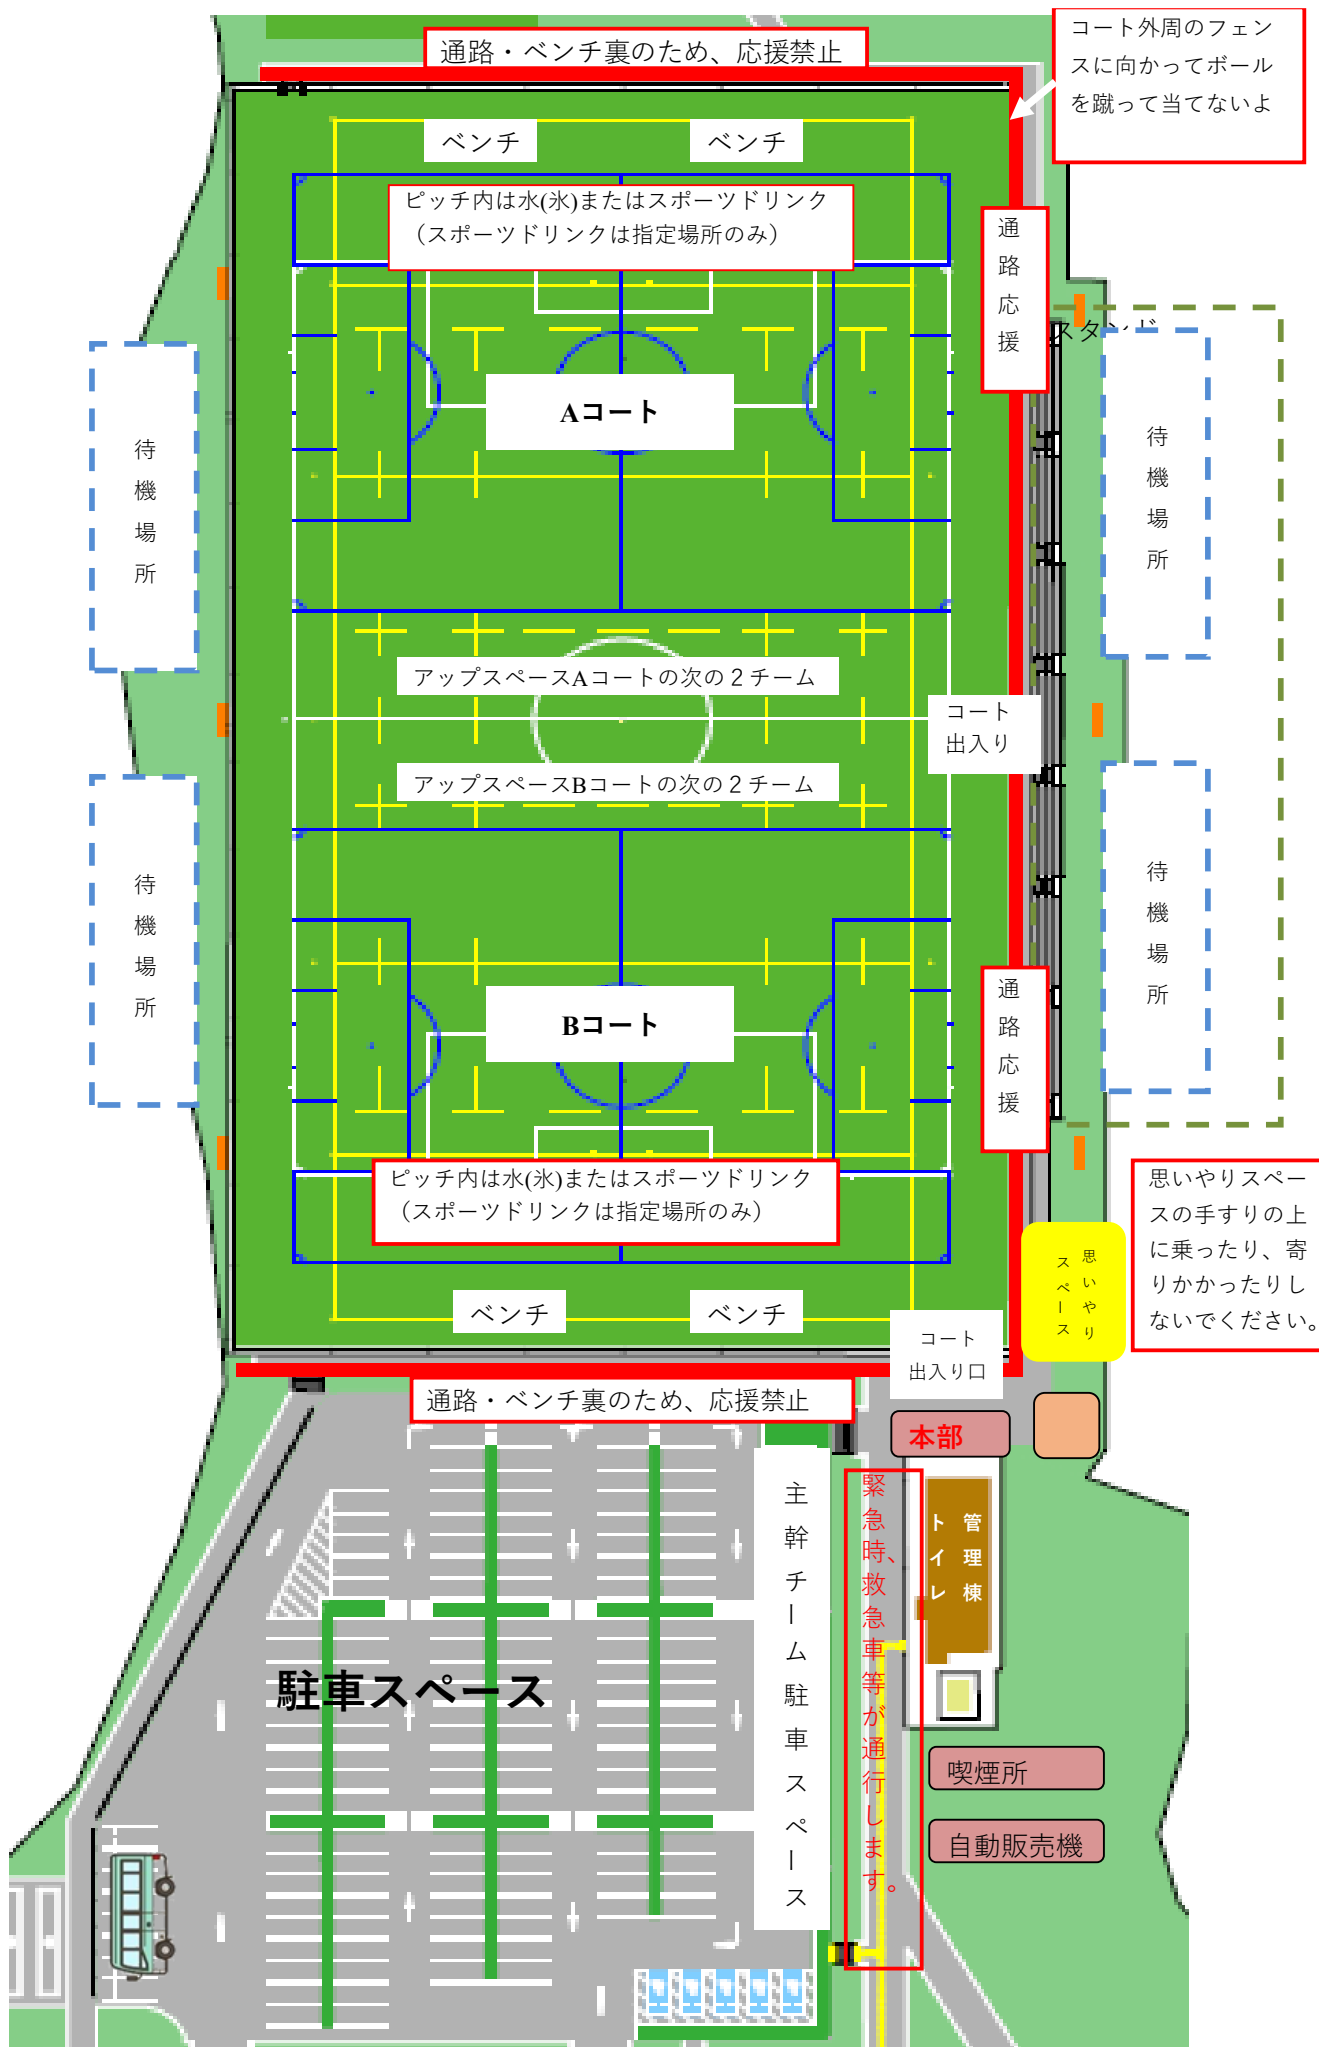 通路・ベンチ裏のため、応援禁止
コート外周のフェン
スに向かってボール
を蹴って当てないよ
ベンチ
ベンチ
ピッチ内は水(氷)またはスポーツドリンク
（スポーツドリンクは指定場所のみ）
通路応援
スタンド
Aコート
待機場所
待機場所
アップスペースAコートの次の２チーム
コート
出入り
アップスペースBコートの次の２チーム
待機場所
待機場所
通路応援
Bコート
ピッチ内は水(氷)またはスポーツドリンク
（スポーツドリンクは指定場所のみ）
思いやりスペー
スの手すりの上
に乗ったり、寄
りかかったりし
ないでください。
思いやり
スペース
ベンチ
ベンチ
コート
出入り口
通路・ベンチ裏のため、応援禁止
本部
主幹チーム駐車スペース
緊急時、救急車等が通行します。
管理棟
トイレ
駐車スペース
喫煙所
自動販売機